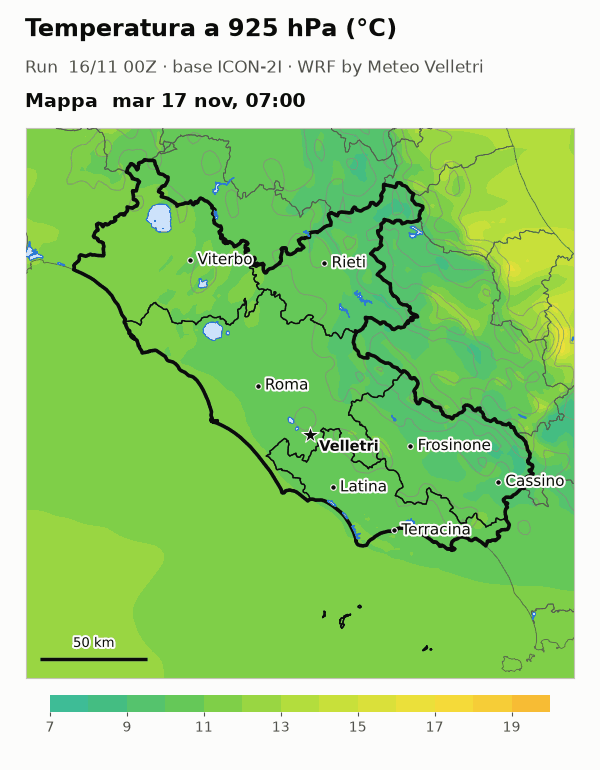 Temperatura a 925 hPa (°C)
Run  16/11 00Z · base ICON-2I · WRF by Meteo Velletri
Mappa  mar 17 nov, 07:00
Viterbo
Rieti
Roma
Velletri
Frosinone
Latina
Cassino
Terracina
50 km
7 9 11 13 15 17 19